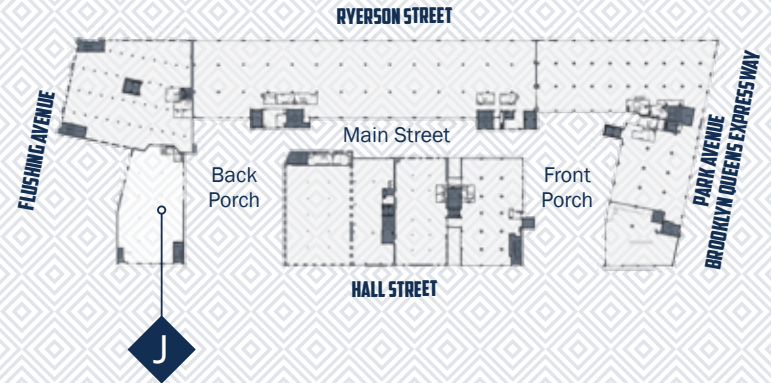 RYERSON STREET
FLUSHING AVENUE
Main Street
Back
Porch
Front
Porch
PARK AVENUE
BROOKLYN QUEENS EXPRESSWAY
HALL STREET
J